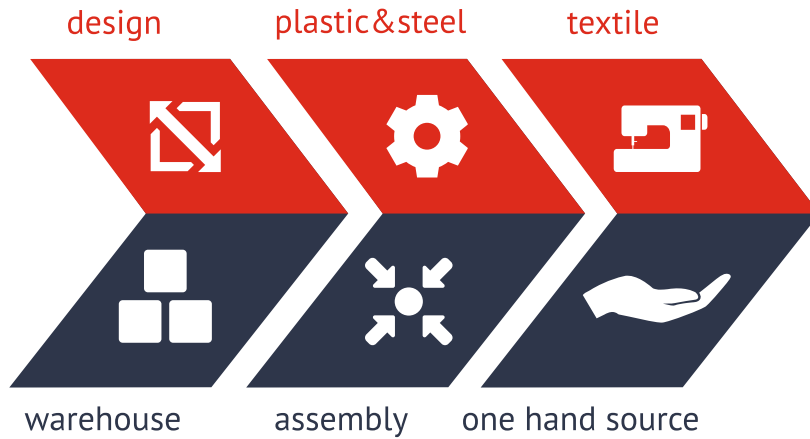 design
plastic&steel
textile
warehouse
assembly
one hand source